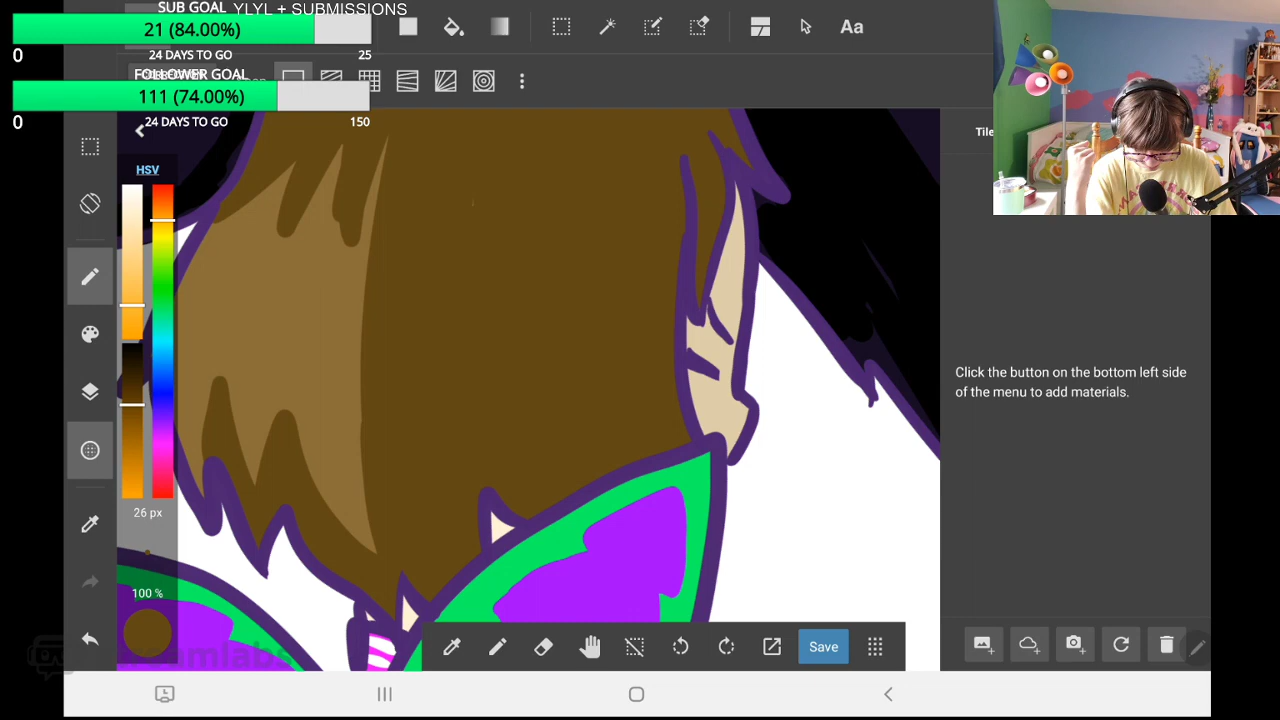 SUB GOAL
YLYL + SUBMISSIONS
21 (84.00%)
0
24 DAYS TO GO
25
FOLLOWER GOAL
111 (74.00%)
0
24 DAYS TO GO
150
Aa
HSV
26 px
100 %
Tile
Click the button on the bottom left side
of the menu to add materials.
Save